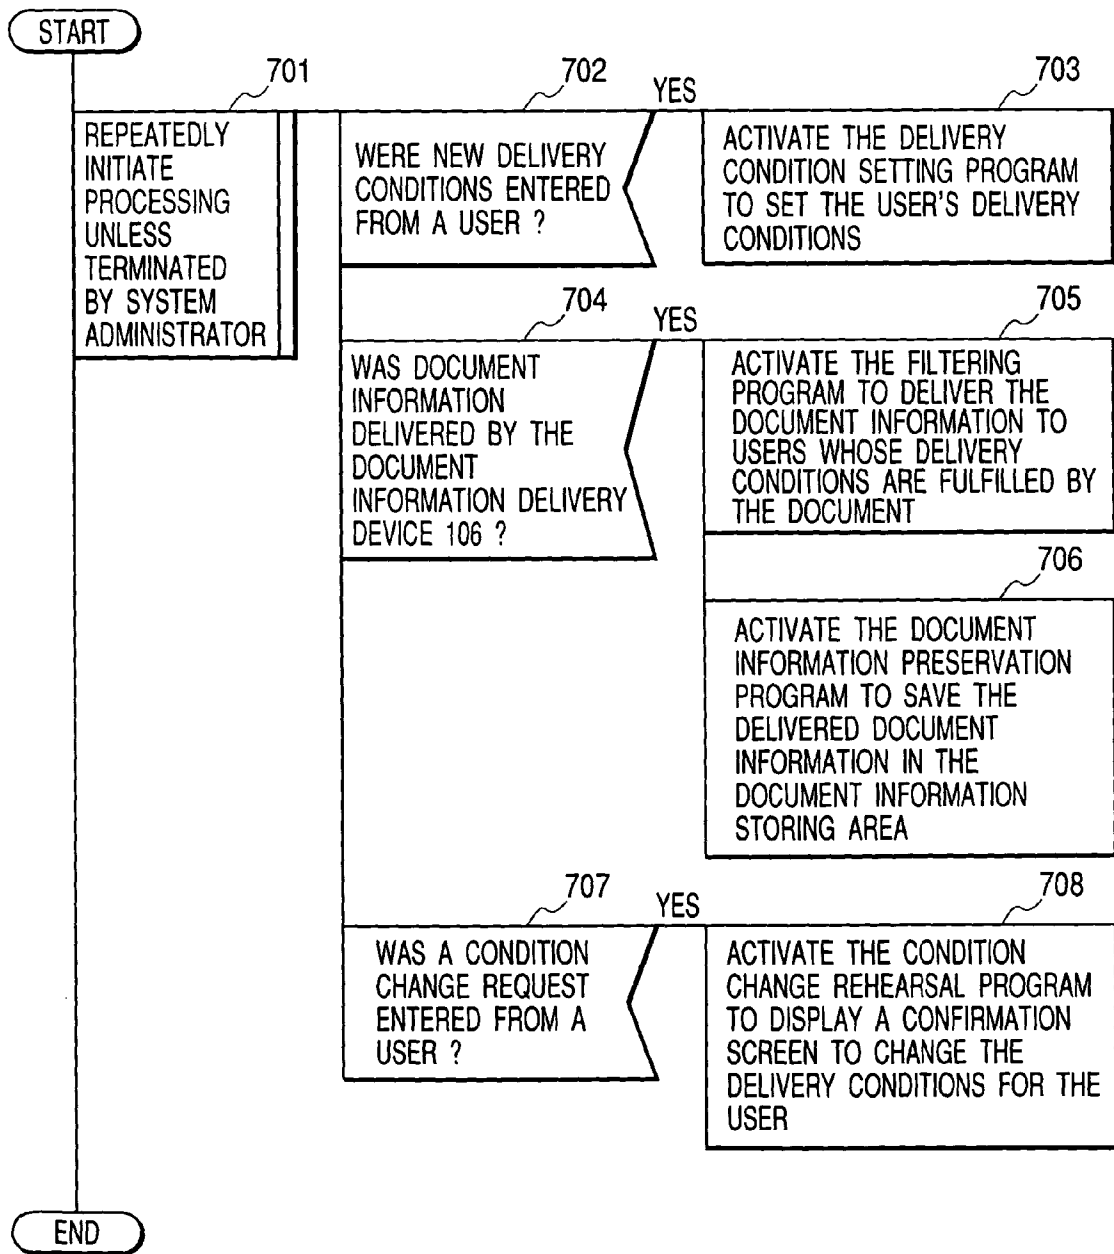 START
701
REPEATEDLY
INITIATE
PROCESSING
UNLESS
TERMINATED
BY SYSTEM
ADMINISTRATOR
702
YES
WERE NEW DELIVERY
CONDITIONS ENTERED
FROM A USER ?
703
ACTIVATE THE DELIVERY
CONDITION SETTING PROGRAM
TO SET THE USER'S DELIVERY
CONDITIONS
704
YES
WAS DOCUMENT
INFORMATION
DELIVERED BY THE
DOCUMENT
INFORMATION DELIVERY
DEVICE 106 ?
705
ACTIVATE THE FILTERING
PROGRAM TO DELIVER THE
DOCUMENT INFORMATION TO
USERS WHOSE DELIVERY
CONDITIONS ARE FULFILLED BY
THE DOCUMENT
706
ACTIVATE THE DOCUMENT
INFORMATION PRESERVATION
PROGRAM TO SAVE THE
DELIVERED DOCUMENT
INFORMATION IN THE
DOCUMENT INFORMATION
STORING AREA
707
YES
WAS A CONDITION
CHANGE REQUEST
ENTERED FROM A
USER ?
708
ACTIVATE THE CONDITION
CHANGE REHEARSAL PROGRAM
TO DISPLAY A CONFIRMATION
SCREEN TO CHANGE THE
DELIVERY CONDITIONS FOR THE
USER
END